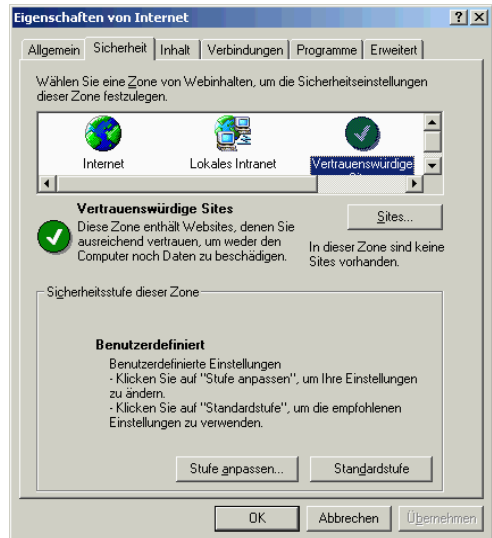 Eigenschaften von Internet
Allgemein Sicherheit Inhalt Verbindungen Programme Erweitert
Wählen Sie eine Zone von Webinhalten, um die Sicherheitseinstellungen
dieser Zone festzulegen.
Internet Lokales Intranet Vertrauenswürdige
Vertrauenswürdige Sites
Diese Zone enthält Websites, denen Sie
ausreichend vertrauen, um weder den
Computer noch Daten zu beschädigen.
Sites...
In dieser Zone sind keine
Sites vorhanden.
Sicherheitsstufe dieser Zone
Benutzerdefiniert
Benutzerdefinierte Einstellungen
- Klicken Sie auf "Stufe anpassen", um Ihre Einstellungen
zu ändern.
- Klicken Sie auf "Standardstufe", um die empfohlenen
Einstellungen zu verwenden.
Stufe anpassen... Standardstufe
OK Abbrechen Übernehmen